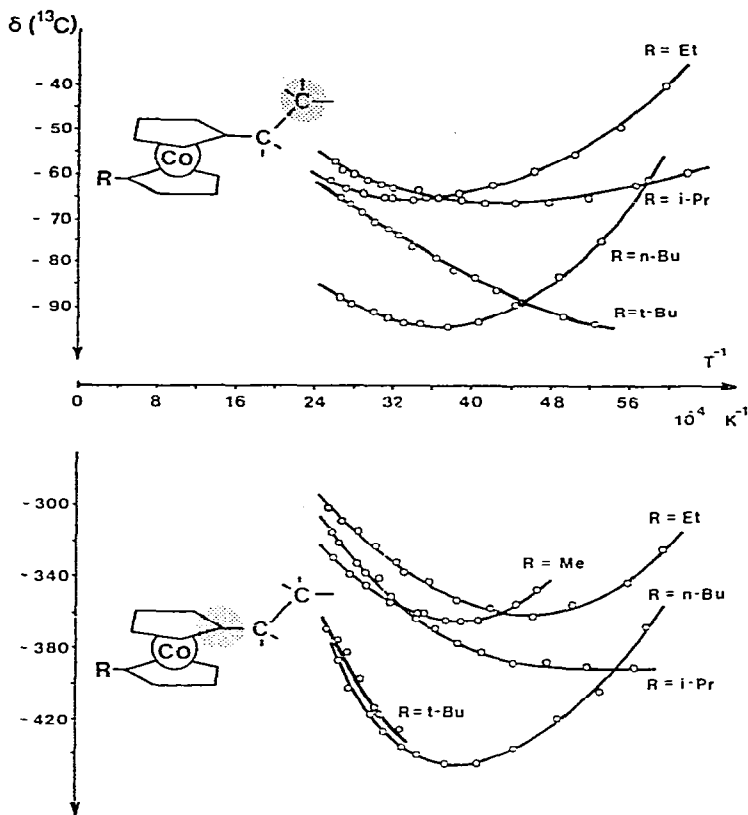 δ (¹³C)
- 40
- 50
- 60
- 70
- 80
- 90
C
C
Co
R
R = Et
R = i-Pr
R = n-Bu
R = t-Bu
T⁻¹
0 8 16 24 32 40 48 56 10⁻⁴ K⁻¹
- 300
- 340
- 380
- 420
C
C
Co
R
R = Et
R = Me
R = n-Bu
R = i-Pr
R = t-Bu